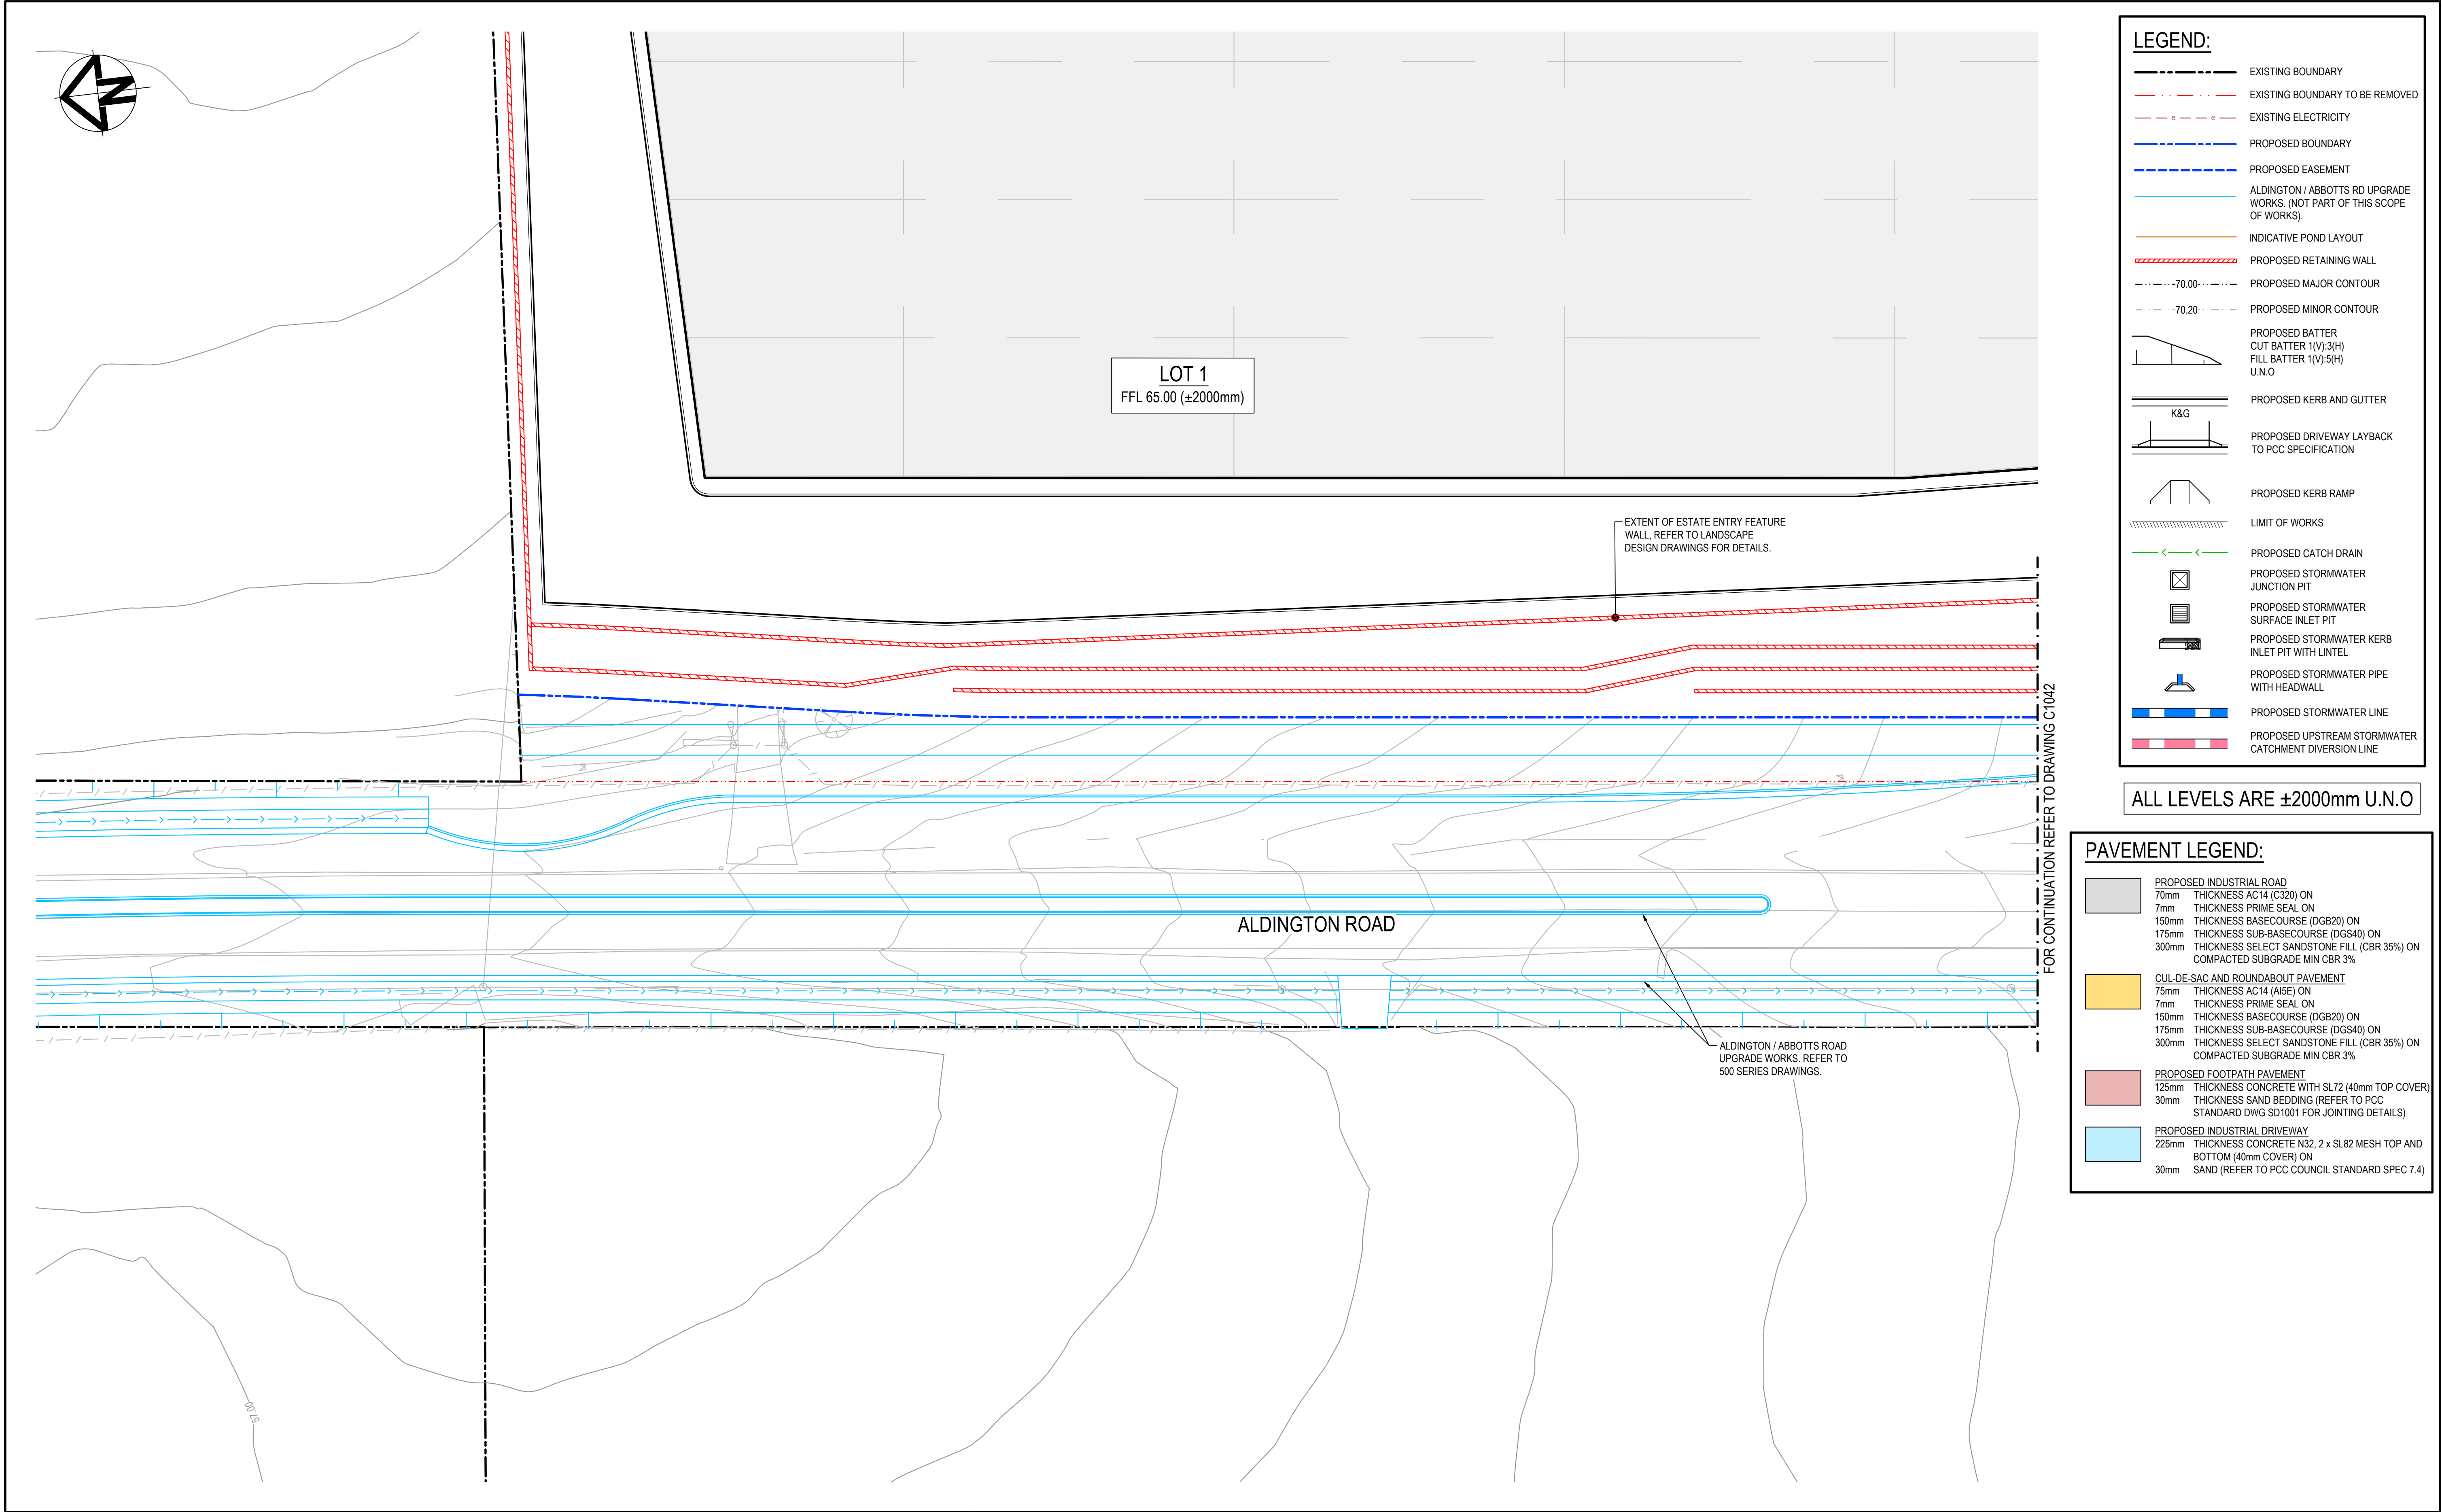 N
LOT 1
FFL 65.00 (±2000mm)
EXTENT OF ESTATE ENTRY FEATURE
WALL, REFER TO LANDSCAPE
DESIGN DRAWINGS FOR DETAILS.
ALDINGTON ROAD
ALDINGTON / ABBOTTS ROAD
UPGRADE WORKS. REFER TO
500 SERIES DRAWINGS.
57.00
FOR CONTINUATION REFER TO DRAWING C1042
LEGEND:
EXISTING BOUNDARY
EXISTING BOUNDARY TO BE REMOVED
e e EXISTING ELECTRICITY
PROPOSED BOUNDARY
PROPOSED EASEMENT
ALDINGTON / ABBOTTS RD UPGRADE
WORKS. (NOT PART OF THIS SCOPE
OF WORKS).
INDICATIVE POND LAYOUT
PROPOSED RETAINING WALL
70.00 PROPOSED MAJOR CONTOUR
70.20 PROPOSED MINOR CONTOUR
PROPOSED BATTER
CUT BATTER 1(V):3(H)
FILL BATTER 1(V):5(H)
U.N.O
PROPOSED KERB AND GUTTER
K&G
PROPOSED DRIVEWAY LAYBACK
TO PCC SPECIFICATION
PROPOSED KERB RAMP
LIMIT OF WORKS
PROPOSED CATCH DRAIN
PROPOSED STORMWATER
JUNCTION PIT
PROPOSED STORMWATER
SURFACE INLET PIT
PROPOSED STORMWATER KERB
INLET PIT WITH LINTEL
PROPOSED STORMWATER PIPE
WITH HEADWALL
PROPOSED STORMWATER LINE
PROPOSED UPSTREAM STORMWATER
CATCHMENT DIVERSION LINE
ALL LEVELS ARE ±2000mm U.N.O
PAVEMENT LEGEND:
PROPOSED INDUSTRIAL ROAD
70mm THICKNESS AC14 (C320) ON
7mm THICKNESS PRIME SEAL ON
150mm THICKNESS BASECOURSE (DGB20) ON
175mm THICKNESS SUB-BASECOURSE (DGS40) ON
300mm THICKNESS SELECT SANDSTONE FILL (CBR 35%) ON
COMPACTED SUBGRADE MIN CBR 3%
CUL-DE-SAC AND ROUNDABOUT PAVEMENT
75mm THICKNESS AC14 (AI5E) ON
7mm THICKNESS PRIME SEAL ON
150mm THICKNESS BASECOURSE (DGB20) ON
175mm THICKNESS SUB-BASECOURSE (DGS40) ON
300mm THICKNESS SELECT SANDSTONE FILL (CBR 35%) ON
COMPACTED SUBGRADE MIN CBR 3%
PROPOSED FOOTPATH PAVEMENT
125mm THICKNESS CONCRETE WITH SL72 (40mm TOP COVER)
30mm THICKNESS SAND BEDDING (REFER TO PCC
STANDARD DWG SD1001 FOR JOINTING DETAILS)
PROPOSED INDUSTRIAL DRIVEWAY
225mm THICKNESS CONCRETE N32, 2 x SL82 MESH TOP AND
BOTTOM (40mm COVER) ON
30mm SAND (REFER TO PCC COUNCIL STANDARD SPEC 7.4)